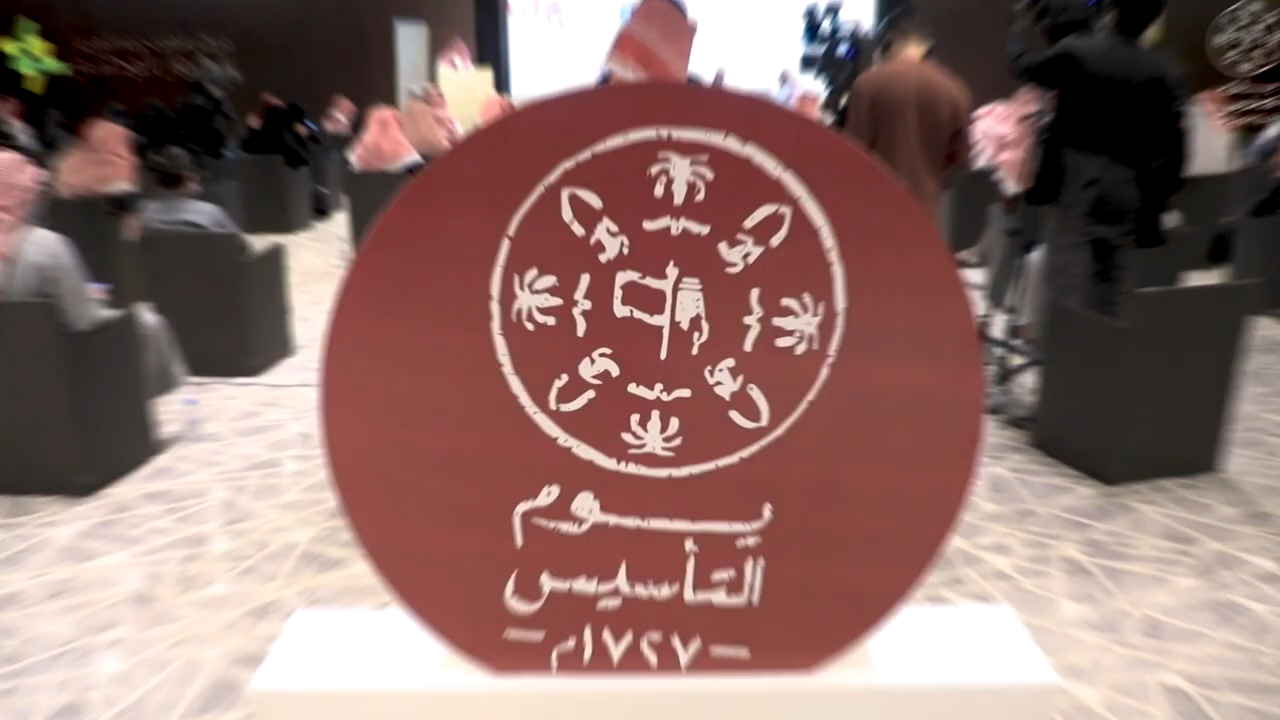 يوم
التأسيس
- ١٧٢٧م -